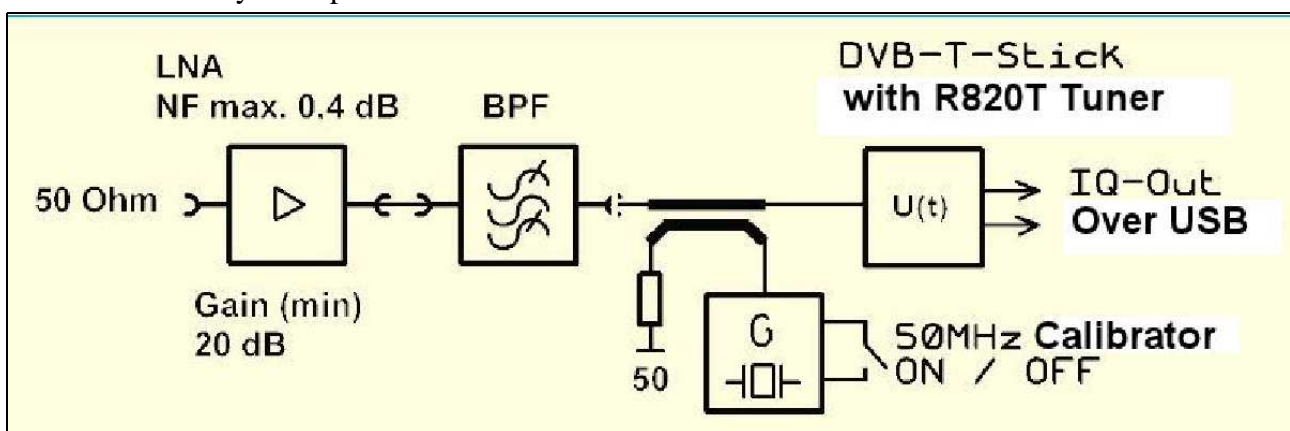 LNA
NF max. 0.4 dB
BPF
DVB-T-Stick
with R820T Tuner
50 Ohm
U(t)
IQ-Out
Over USB
Gain (min)
20 dB
50
G
50MHz Calibrator
ON / OFF